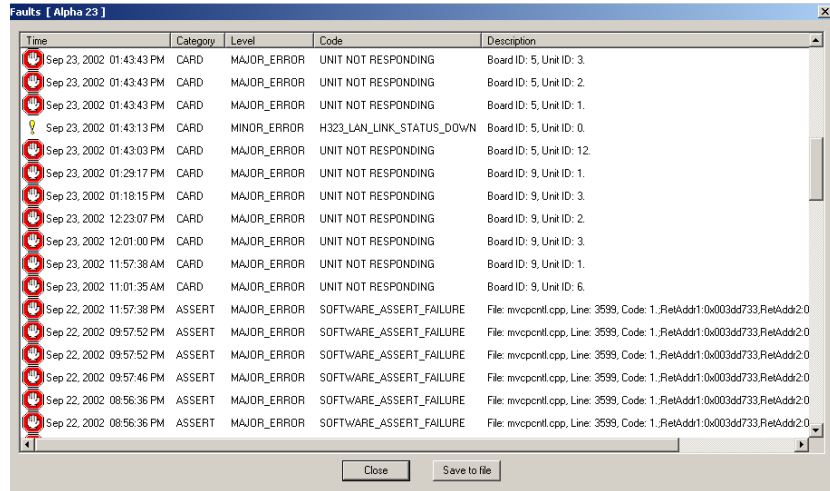 Faults [ Alpha 23 ]
Time Category Level Code Description
Sep 23, 2002 01:43:43 PM CARD MAJOR_ERROR UNIT NOT RESPONDING Board ID: 5, Unit ID: 3.
Sep 23, 2002 01:43:43 PM CARD MAJOR_ERROR UNIT NOT RESPONDING Board ID: 5, Unit ID: 2.
Sep 23, 2002 01:43:43 PM CARD MAJOR_ERROR UNIT NOT RESPONDING Board ID: 5, Unit ID: 1.
Sep 23, 2002 01:43:13 PM CARD MINOR_ERROR H323_LAN_LINK_STATUS_DOWN Board ID: 5, Unit ID: 0.
Sep 23, 2002 01:43:03 PM CARD MAJOR_ERROR UNIT NOT RESPONDING Board ID: 5, Unit ID: 12.
Sep 23, 2002 01:29:17 PM CARD MAJOR_ERROR UNIT NOT RESPONDING Board ID: 9, Unit ID: 1.
Sep 23, 2002 01:18:15 PM CARD MAJOR_ERROR UNIT NOT RESPONDING Board ID: 9, Unit ID: 3.
Sep 23, 2002 12:23:07 PM CARD MAJOR_ERROR UNIT NOT RESPONDING Board ID: 9, Unit ID: 2.
Sep 23, 2002 12:01:00 PM CARD MAJOR_ERROR UNIT NOT RESPONDING Board ID: 9, Unit ID: 3.
Sep 23, 2002 11:57:38 AM CARD MAJOR_ERROR UNIT NOT RESPONDING Board ID: 9, Unit ID: 1.
Sep 23, 2002 11:01:35 AM CARD MAJOR_ERROR UNIT NOT RESPONDING Board ID: 9, Unit ID: 6.
Sep 22, 2002 11:57:38 PM ASSERT MAJOR_ERROR SOFTWARE_ASSERT_FAILURE File: mvcpcntl.cpp, Line: 3599, Code: 1.;RetAddr1:0x003dd733,RetAddr2:0
Sep 22, 2002 09:57:52 PM ASSERT MAJOR_ERROR SOFTWARE_ASSERT_FAILURE File: mvcpcntl.cpp, Line: 3599, Code: 1.;RetAddr1:0x003dd733,RetAddr2:0
Sep 22, 2002 09:57:52 PM ASSERT MAJOR_ERROR SOFTWARE_ASSERT_FAILURE File: mvcpcntl.cpp, Line: 3599, Code: 1.;RetAddr1:0x003dd733,RetAddr2:0
Sep 22, 2002 09:57:46 PM ASSERT MAJOR_ERROR SOFTWARE_ASSERT_FAILURE File: mvcpcntl.cpp, Line: 3599, Code: 1.;RetAddr1:0x003dd733,RetAddr2:0
Sep 22, 2002 08:56:36 PM ASSERT MAJOR_ERROR SOFTWARE_ASSERT_FAILURE File: mvcpcntl.cpp, Line: 3599, Code: 1.;RetAddr1:0x003dd733,RetAddr2:0
Sep 22, 2002 08:56:36 PM ASSERT MAJOR_ERROR SOFTWARE_ASSERT_FAILURE File: mvcpcntl.cpp, Line: 3599, Code: 1.;RetAddr1:0x003dd733,RetAddr2:0
Close Save to file